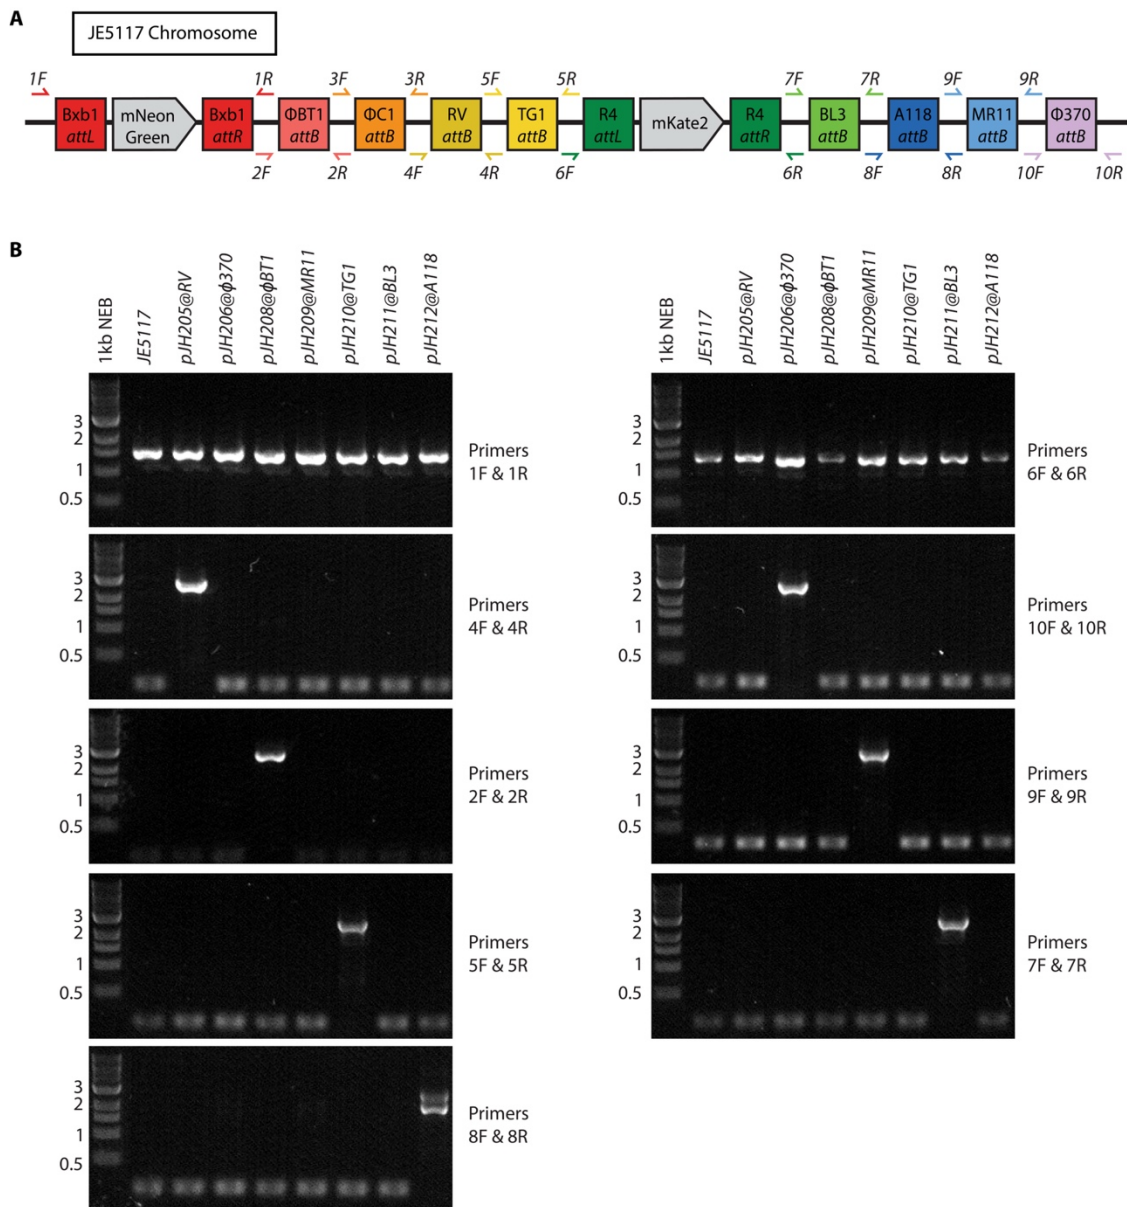 A
JE5117 Chromosome
1F 1R 3F 3R 5F 5R 7F 7R 9F 9R
Bxb1 attL
mNeon Green
Bxb1 attR
ΦBT1 attB
ΦC1 attB
RV attB
TG1 attB
R4 attL
mKate2
R4 attR
BL3 attB
A118 attB
MR11 attB
Φ370 attB
2F 2R 4F 4R 6F 6R 8F 8R 10F 10R
B
1kb NEB
JE5117
pJH205@RV
pJH206@ϕ370
pJH208@ϕBT1
pJH209@MR11
pJH210@TG1
pJH211@BL3
pJH212@A118
3
2
1
0.5
Primers
1F & 1R
3
2
1
0.5
Primers
4F & 4R
3
2
1
0.5
Primers
2F & 2R
3
2
1
0.5
Primers
5F & 5R
3
2
1
0.5
Primers
8F & 8R
1kb NEB
JE5117
pJH205@RV
pJH206@ϕ370
pJH208@ϕBT1
pJH209@MR11
pJH210@TG1
pJH211@BL3
pJH212@A118
3
2
1
0.5
Primers
6F & 6R
3
2
1
0.5
Primers
10F & 10R
3
2
1
0.5
Primers
9F & 9R
3
2
1
0.5
Primers
7F & 7R